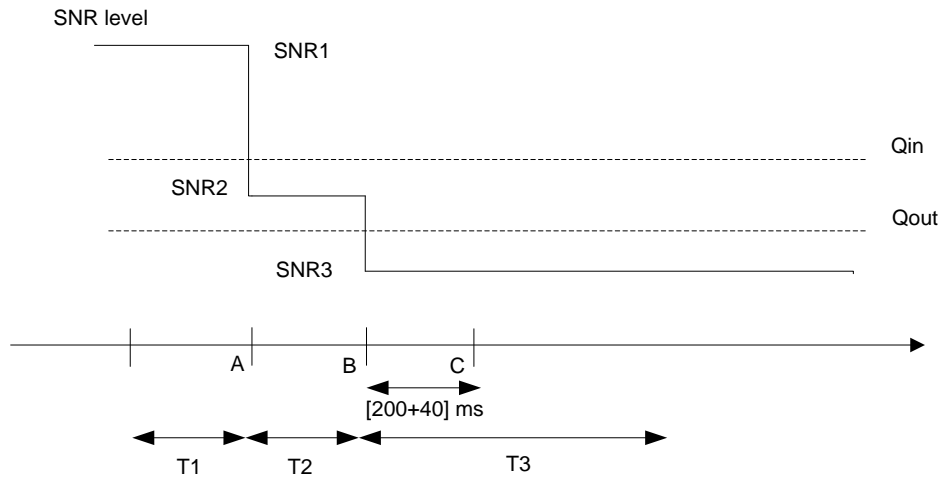 SNR level
SNR1
Qin
SNR2
Qout
SNR3
A
B
C
[200+40] ms
T1
T2
T3